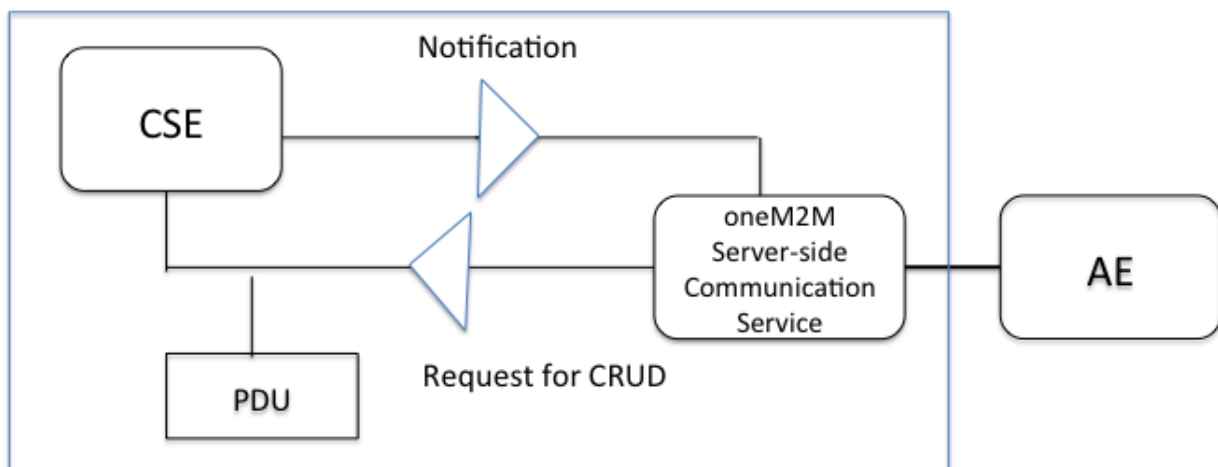 Notification
CSE
oneM2M
Server-side
Communication
Service
AE
Request for CRUD
PDU